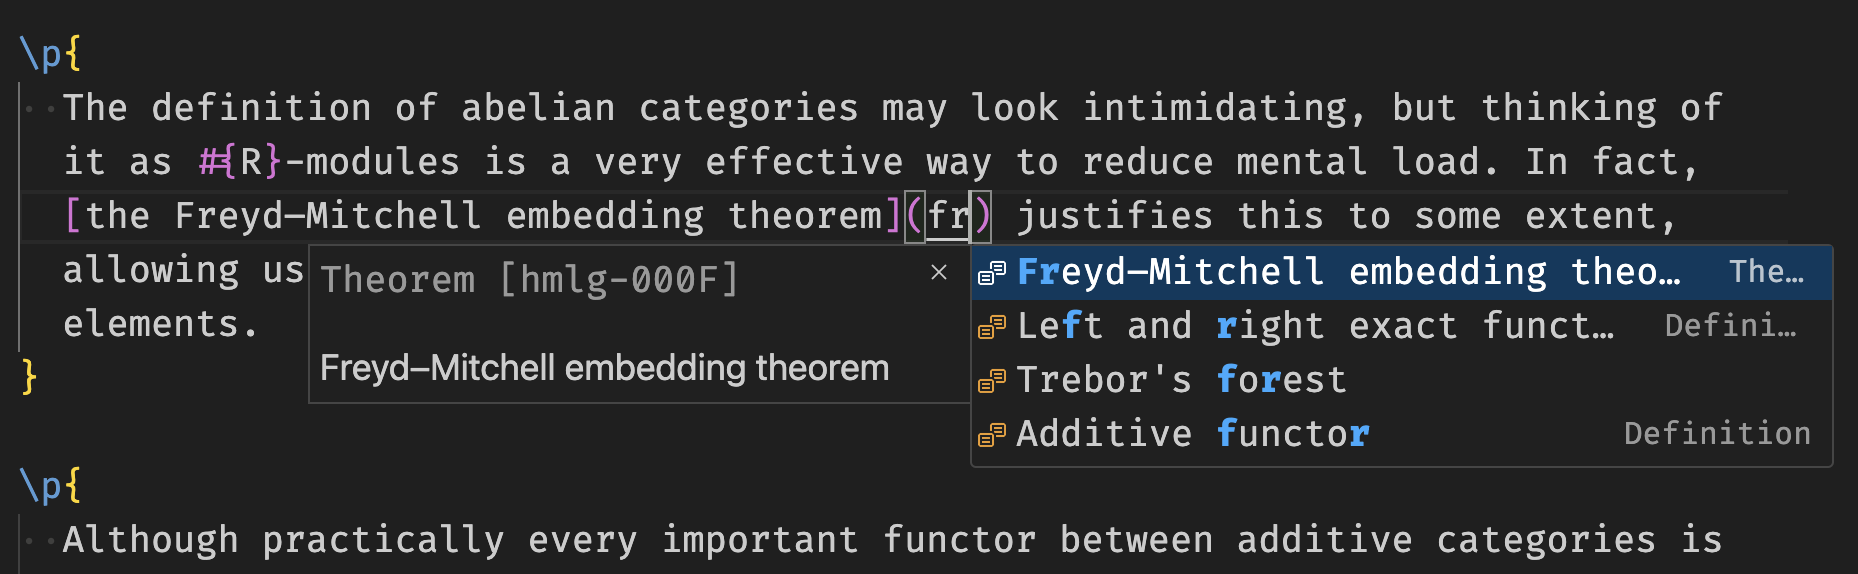 \p{
The definition of abelian categories may look intimidating, but thinking of
it as #{R}-modules is a very effective way to reduce mental load. In fact,
[the Freyd–Mitchell embedding theorem](fr) justifies this to some extent,
allowing us
elements.
}
Theorem [hmlg-000F] ×
Freyd–Mitchell embedding theorem
Freyd–Mitchell embedding theo… The…
Left and right exact funct… Defini…
Trebor's forest
Additive functor Definition
\p{
Although practically every important functor between additive categories is